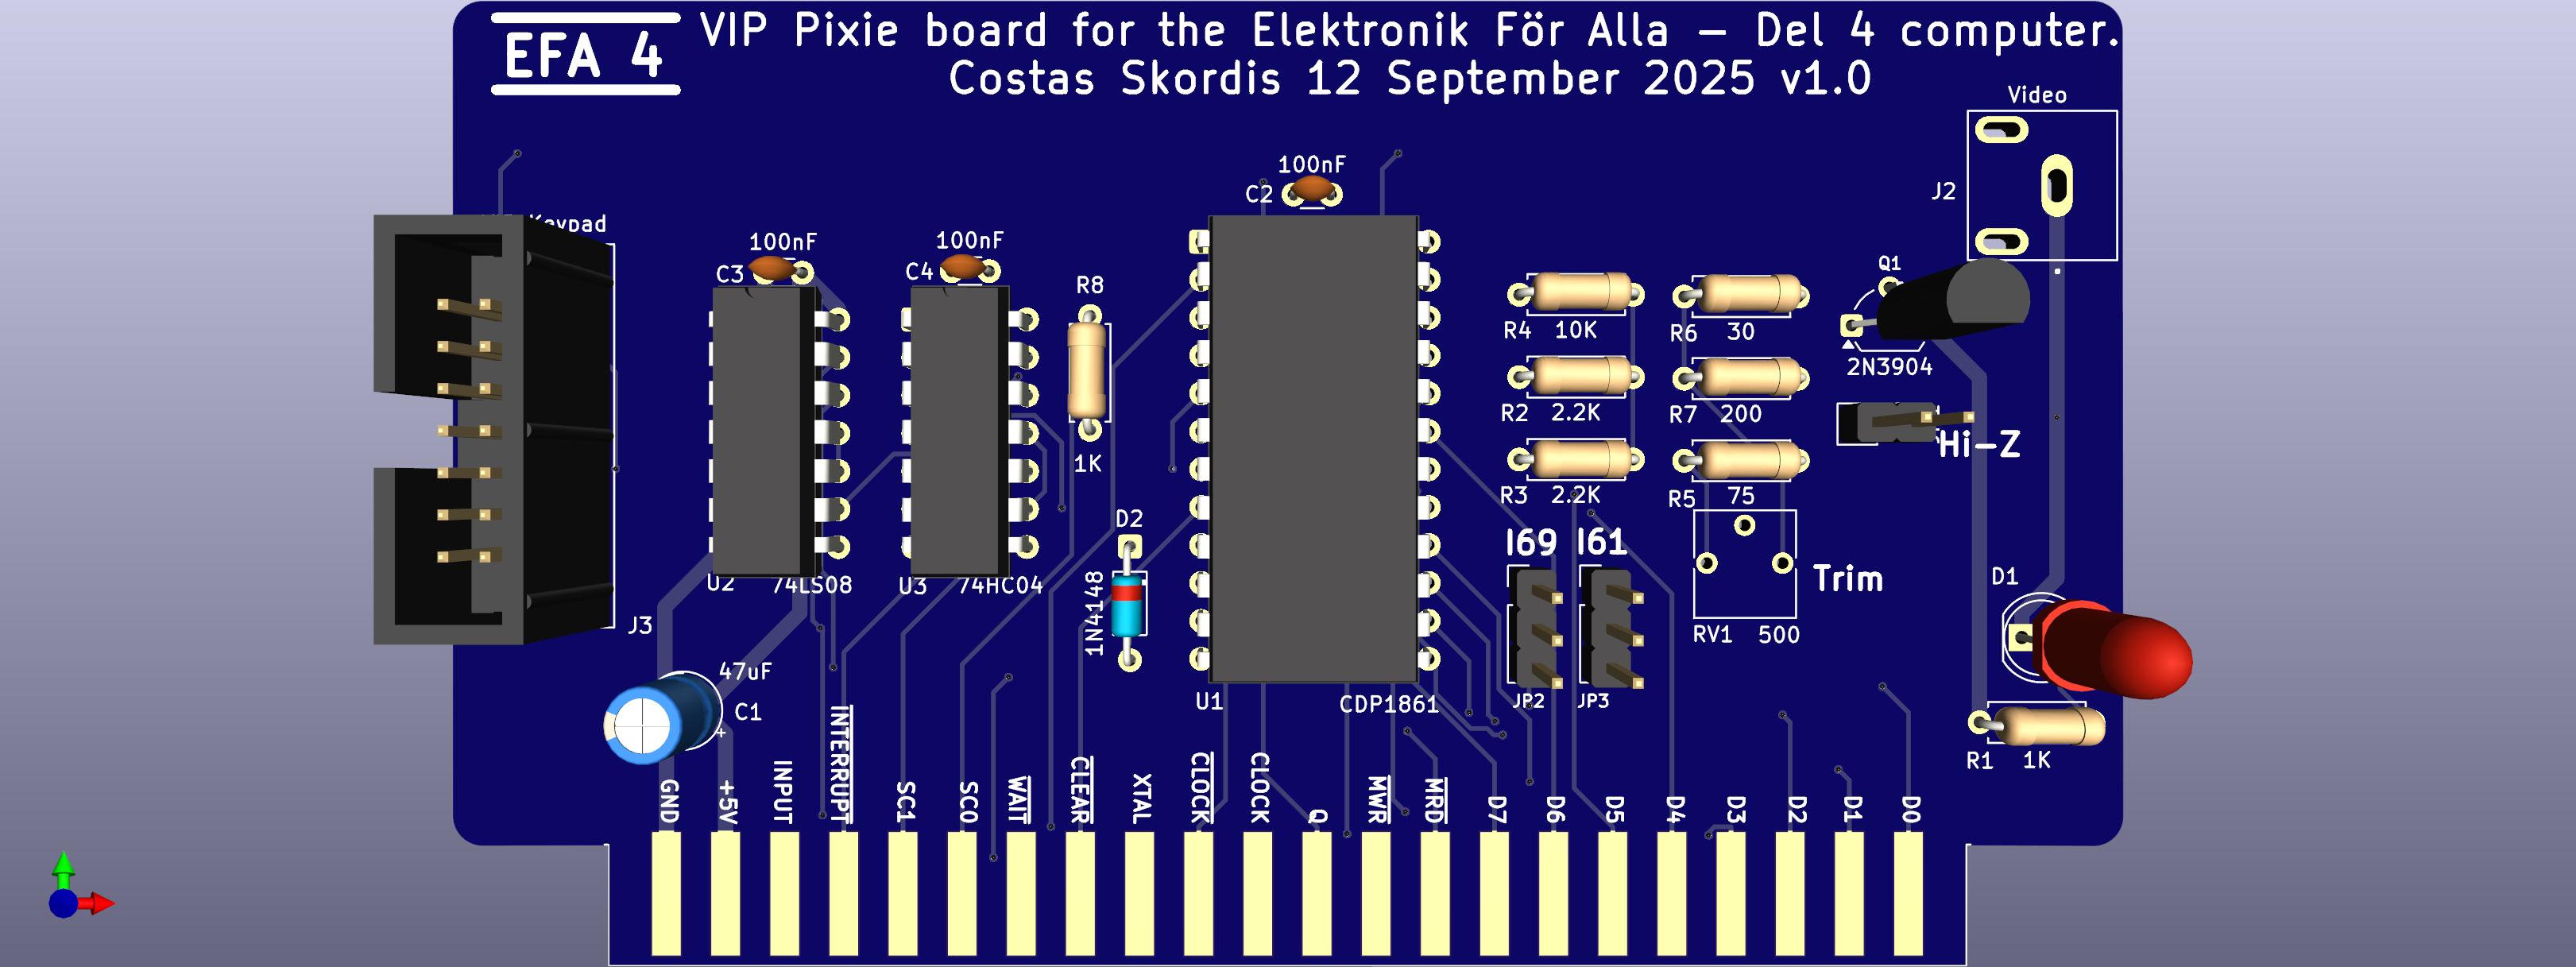 EFA 4
VIP Pixie board for the Elektronik För Alla – Del 4 computer.
Costas Skordis 12 September 2025 v1.0
Video
J2
Keypad
J3
100nF
C3
U2
74LS08
100nF
C4
U3
74HC04
R8
1K
D2
1N4148
100nF
C2
U1
CDP1861
R4
10K
R6
30
R2
2.2K
R7
200
R3
2.2K
R5
75
Q1
2N3904
Hi-Z
I69
I61
JP2
JP3
Trim
RV1
500
D1
R1
1K
47uF
C1
+
GND
+5V
INPUT
INTERRUPT
SC1
SC0
WAIT
CLEAR
XTAL
CLOCK
CLOCK
Q
MWR
MRD
D7
D6
D5
D4
D3
D2
D1
D0